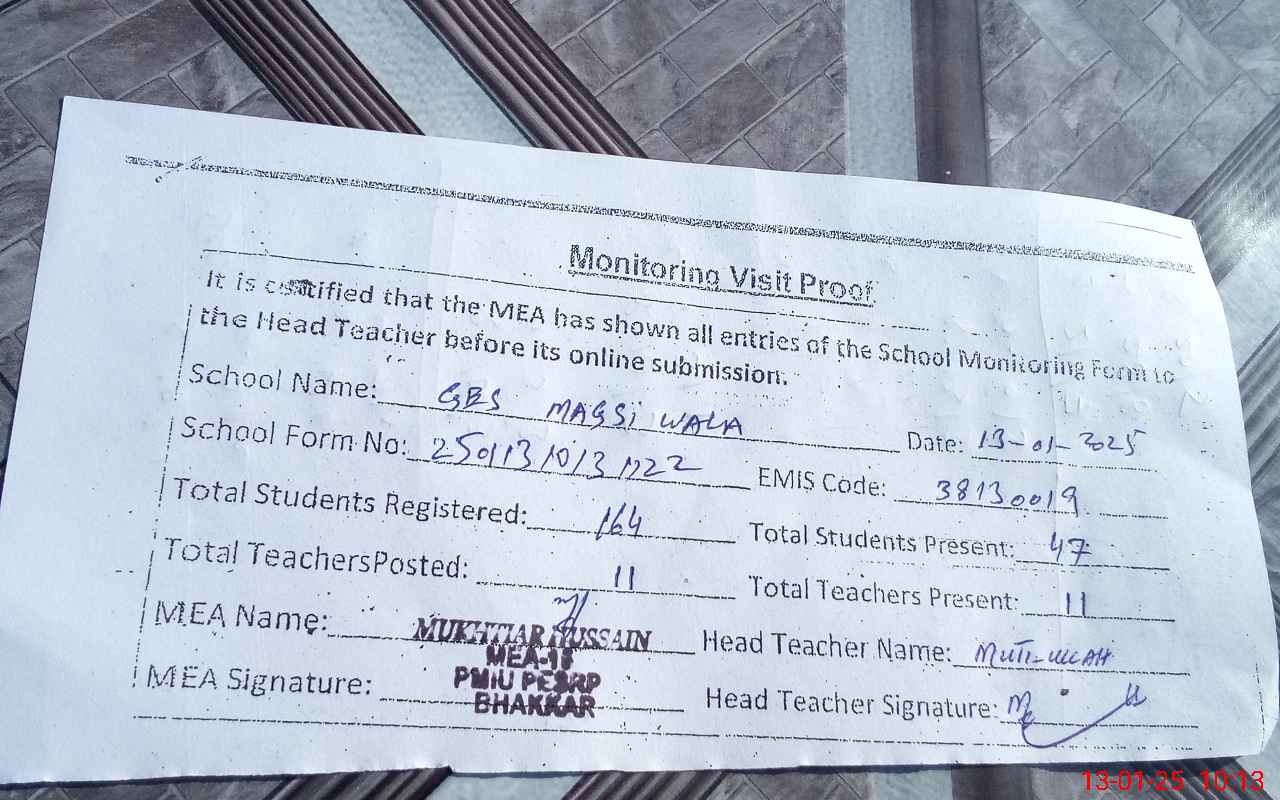 Monitoring Visit Proof
It is certified that the MEA has shown all entries of the School Monitoring Form to
the Head Teacher before its online submission.
School Name: GES MAGSI WALA Date: 13-01-2025
School Form No: EMIS Code: 38130019
Total Students Registered: 164 Total Students Present: 47
Total TeachersPosted: 11 Total Teachers Present: 11
MEA Name: MUKHTIAR HUSSAIN Head Teacher Name: MUTI-ULLAH
MEA-18
PMIU PESRP
MEA Signature: BHAKKAR Head Teacher Signature:
13-01-25 10:13